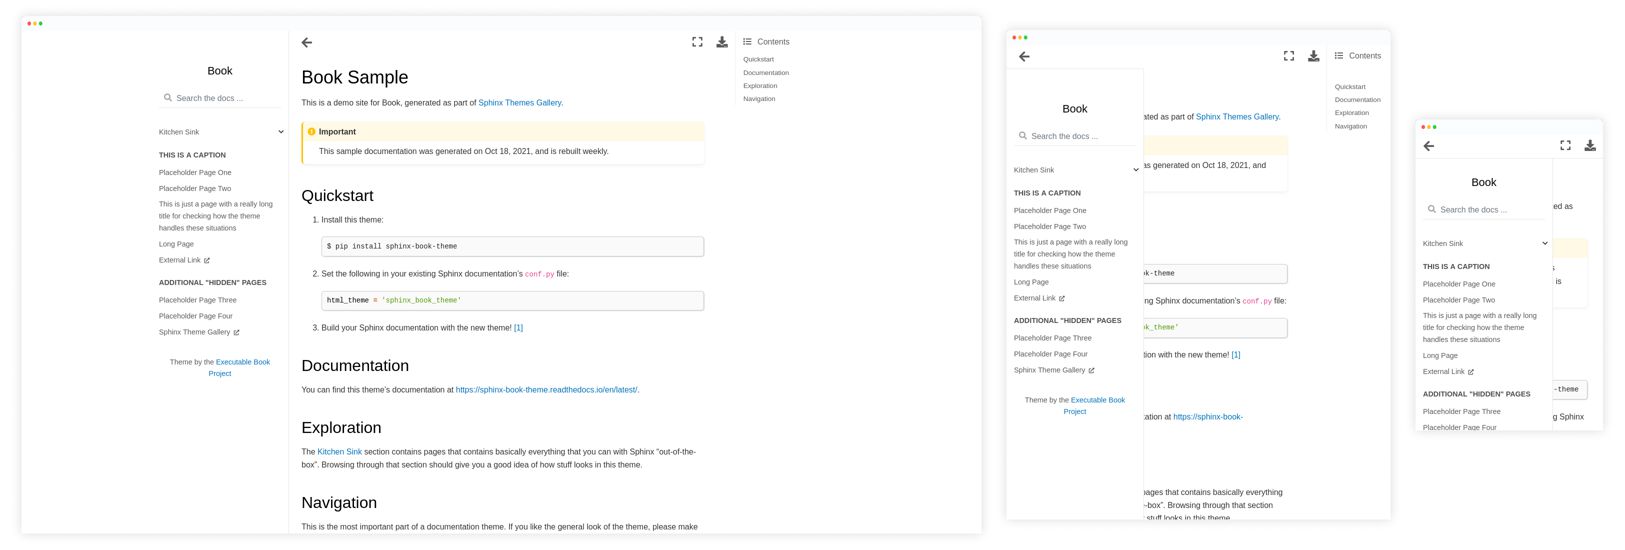 Book
Search the docs ...
Kitchen Sink
THIS IS A CAPTION
Placeholder Page One
Placeholder Page Two
This is just a page with a really long
title for checking how the theme
handles these situations
Long Page
External Link
ADDITIONAL "HIDDEN" PAGES
Placeholder Page Three
Placeholder Page Four
Sphinx Theme Gallery
Theme by the Executable Book
Project
Book Sample
This is a demo site for Book, generated as part of Sphinx Themes Gallery.
Important
This sample documentation was generated on Oct 18, 2021, and is rebuilt weekly.
Quickstart
1. Install this theme:
$ pip install sphinx-book-theme
2. Set the following in your existing Sphinx documentation's conf.py file:
html_theme = 'sphinx_book_theme'
3. Build your Sphinx documentation with the new theme! [1]
Documentation
You can find this theme's documentation at https://sphinx-book-theme.readthedocs.io/en/latest/.
Exploration
The Kitchen Sink section contains pages that contains basically everything that you can with Sphinx “out-of-the-
box”. Browsing through that section should give you a good idea of how stuff looks in this theme.
Navigation
This is the most important part of a documentation theme. If you like the general look of the theme, please make
Contents
Quickstart
Documentation
Exploration
Navigation
Book
Search the docs ...
Kitchen Sink
THIS IS A CAPTION
Placeholder Page One
Placeholder Page Two
This is just a page with a really long
title for checking how the theme
handles these situations
Long Page
External Link
ADDITIONAL "HIDDEN" PAGES
Placeholder Page Three
Placeholder Page Four
Sphinx Theme Gallery
Theme by the Executable Book
Project
ated as part of Sphinx Themes Gallery.
as generated on Oct 18, 2021, and
ok-theme
ng Sphinx documentation's conf.py file:
ok_theme'
tion with the new theme! [1]
tation at https://sphinx-book-
pages that contains basically everything
-box”. Browsing through that section
stuff looks in this theme.
Contents
Quickstart
Documentation
Exploration
Navigation
Book
Search the docs ...
Kitchen Sink
THIS IS A CAPTION
Placeholder Page One
Placeholder Page Two
This is just a page with a really long
title for checking how the theme
handles these situations
Long Page
External Link
ADDITIONAL "HIDDEN" PAGES
Placeholder Page Three
Placeholder Page Four
ed as
s
is
-theme
g Sphinx